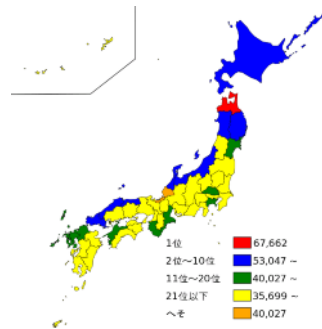 1位 67,662
2位～10位 53,047 ~
11位～20位 40,027 ~
21位以下 35,699 ~
へそ 40,027